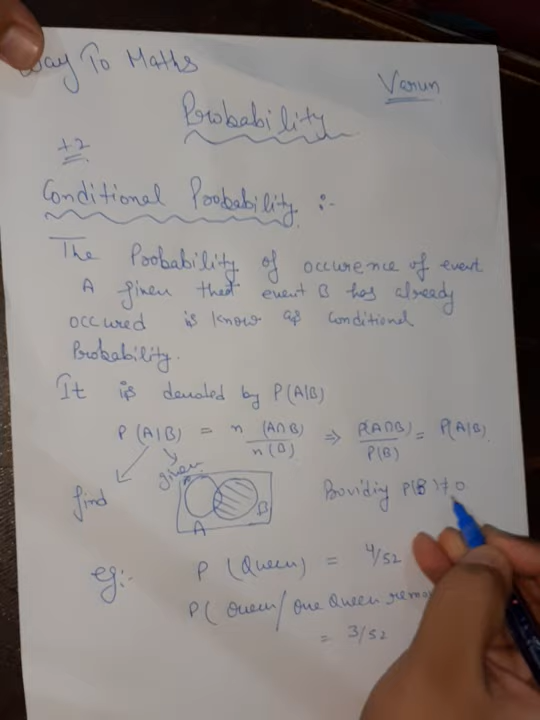 Way To Maths
Varun
Probability
+2
Conditional Probability :-
The Probability of occurence of event
A given that event B has already
occured is know as Conditional
Probability.
It is denoted by P(A|B)
P(A|B) = n (A∩B) / n(B) ⇒ P(A∩B) / P(B) = P(A|B)
find
given
A B
Providing P(B) ≠ 0
eg:- P (Queen) = 4/52
P( Queen/one Queen remo
= 3/52